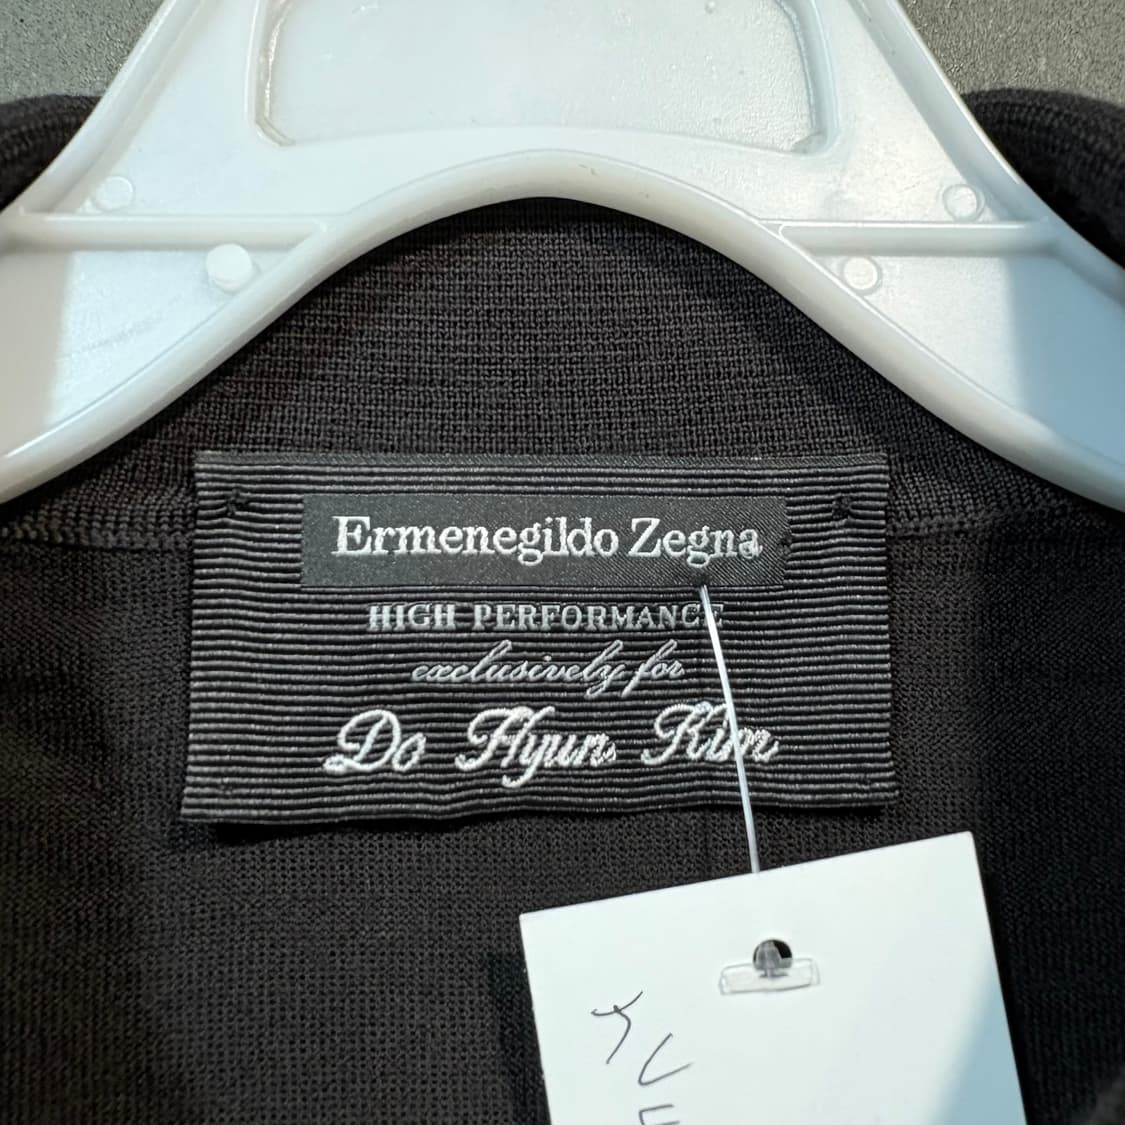 Ermenegildo Zegna
HIGH PERFORMANCE
exclusively for
Do Hyun Kim